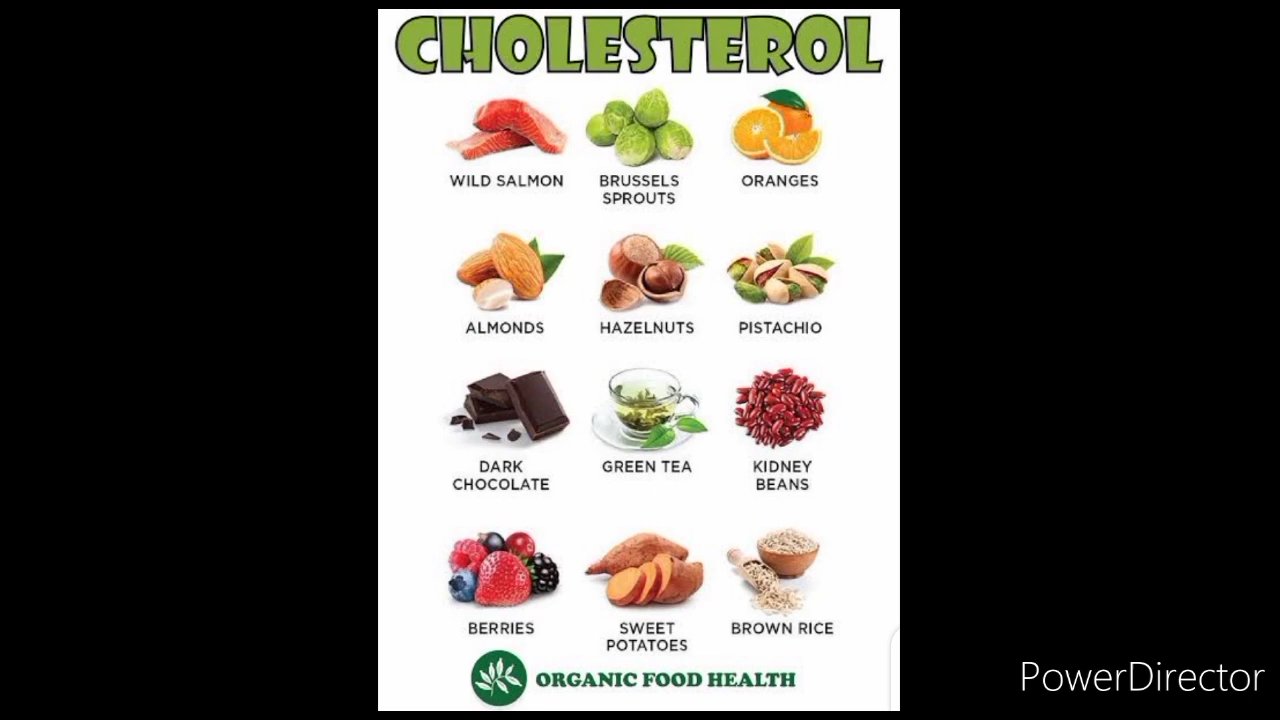 CHOLESTEROL
WILD SALMON
BRUSSELS
SPROUTS
ORANGES
ALMONDS
HAZELNUTS
PISTACHIO
DARK
CHOCOLATE
GREEN TEA
KIDNEY
BEANS
BERRIES
SWEET
POTATOES
BROWN RICE
ORGANIC FOOD HEALTH
PowerDirector